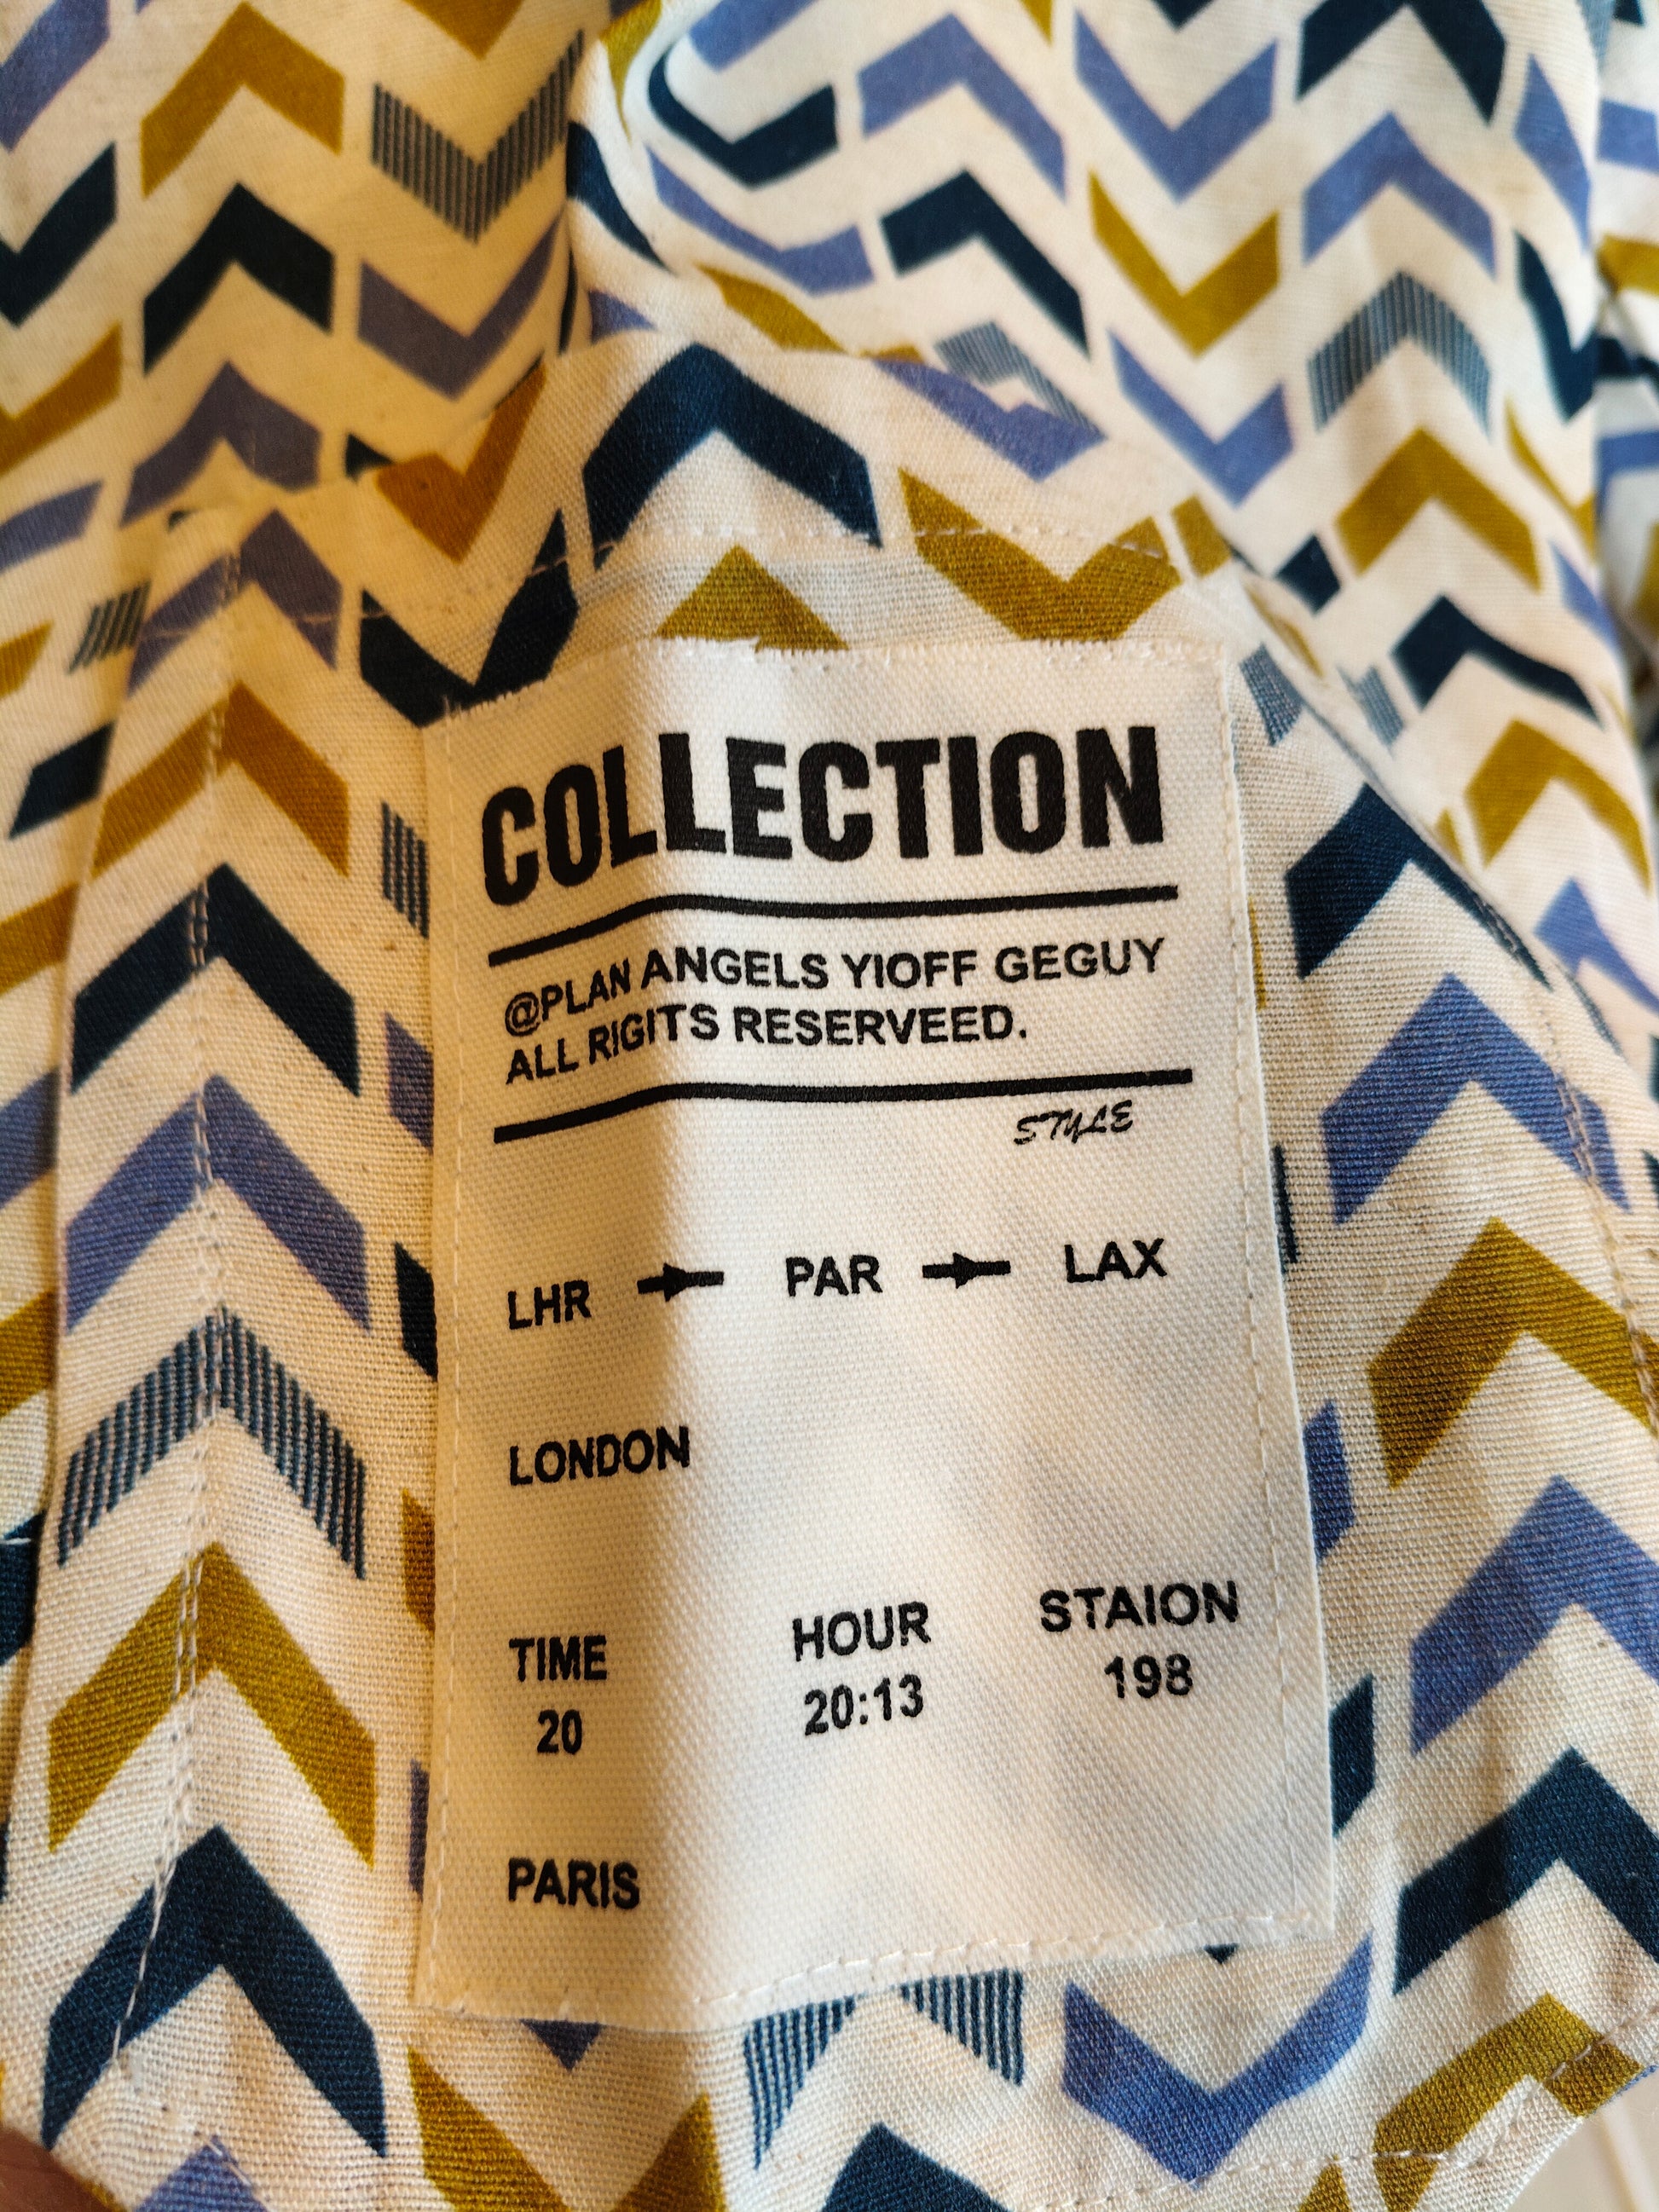 COLLECTION
@PLAN ANGELS YIOFF GEGUY
ALL RIGITS RESERVEED.
STYLE
LHR → PAR → LAX
LONDON
TIME HOUR STAION
20 20:13 198
PARIS